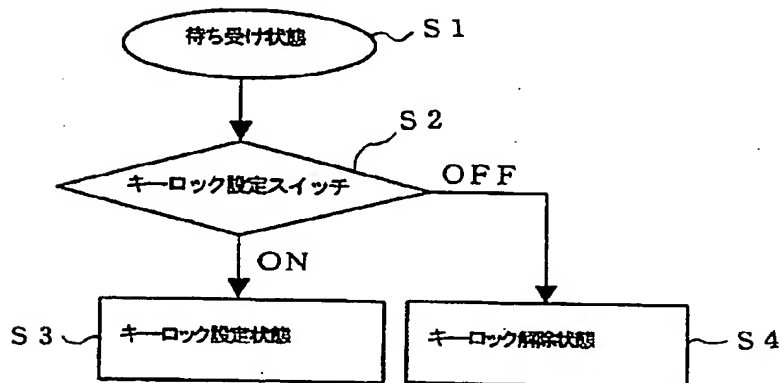 待ち受け状態
S1
S2
キーロック設定スイッチ
OFF
ON
S3
キーロック設定状態
キーロック解除状態
S4